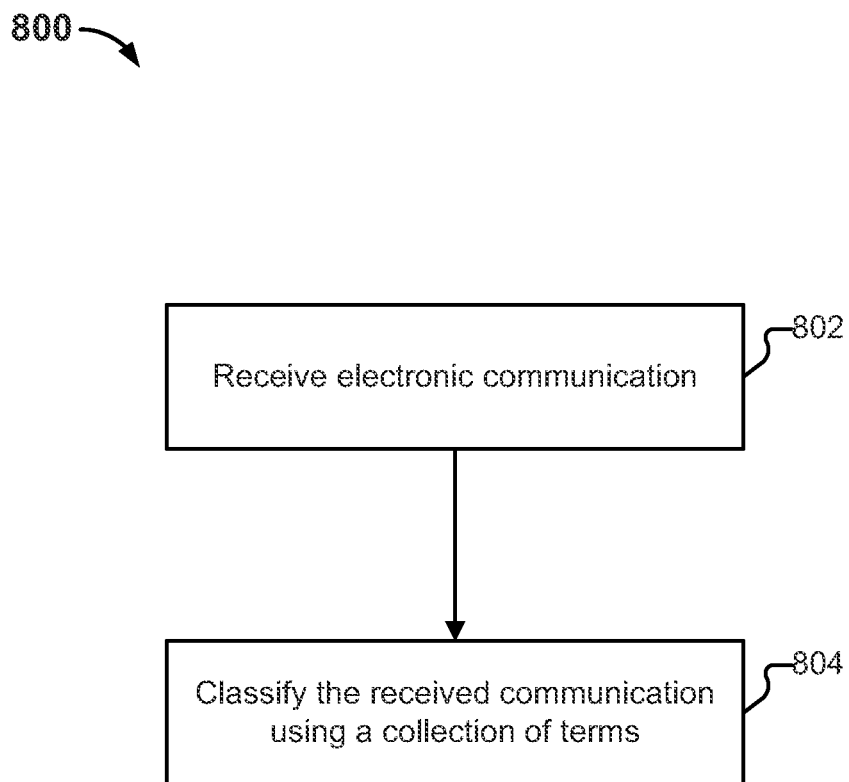 800
Receive electronic communication
802
Classify the received communication
using a collection of terms
804